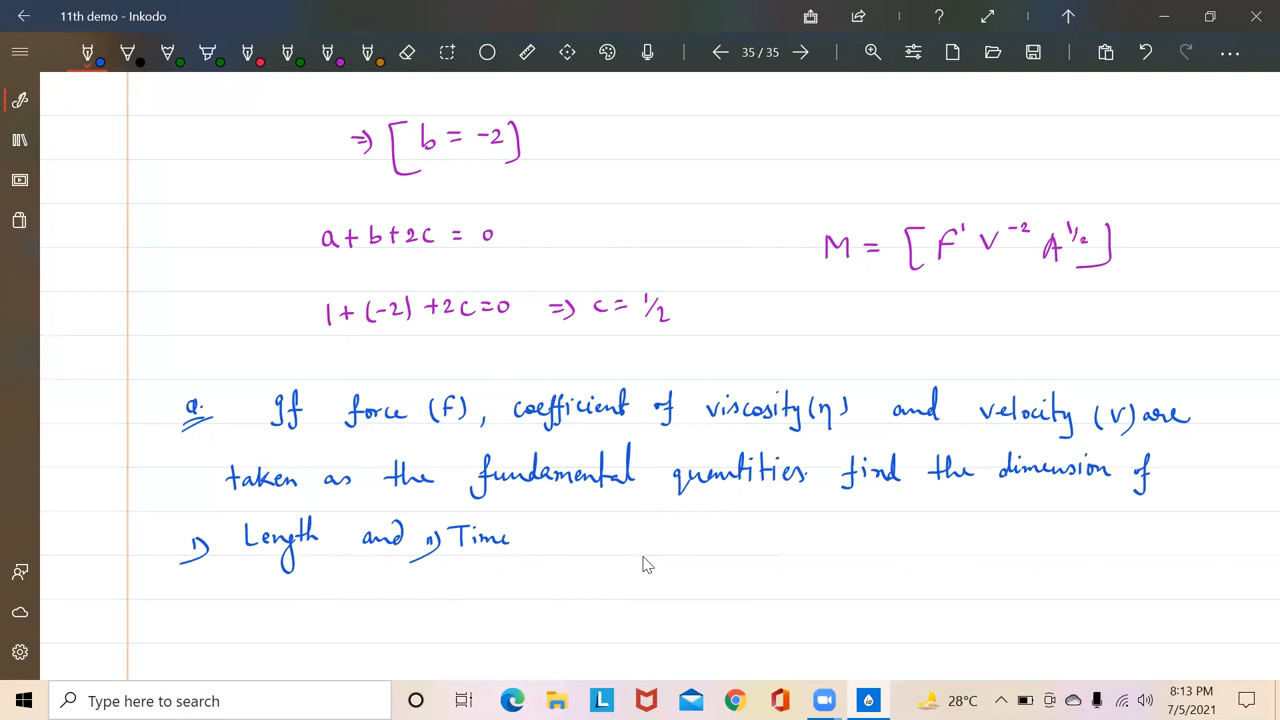 11th demo - Inkodo
35 / 35
⇒ [b = -2]
a + b + 2c = 0
M = [F¹ V⁻² A^1/2]
1 + (-2) + 2c = 0 ⇒ c = 1/2
Q. If force (F), coefficient of viscosity (η) and velocity (V) are
taken as the fundamental quantities. find the dimension of
i) Length and ii) Time
Type here to search
28°C
8:13 PM
7/5/2021